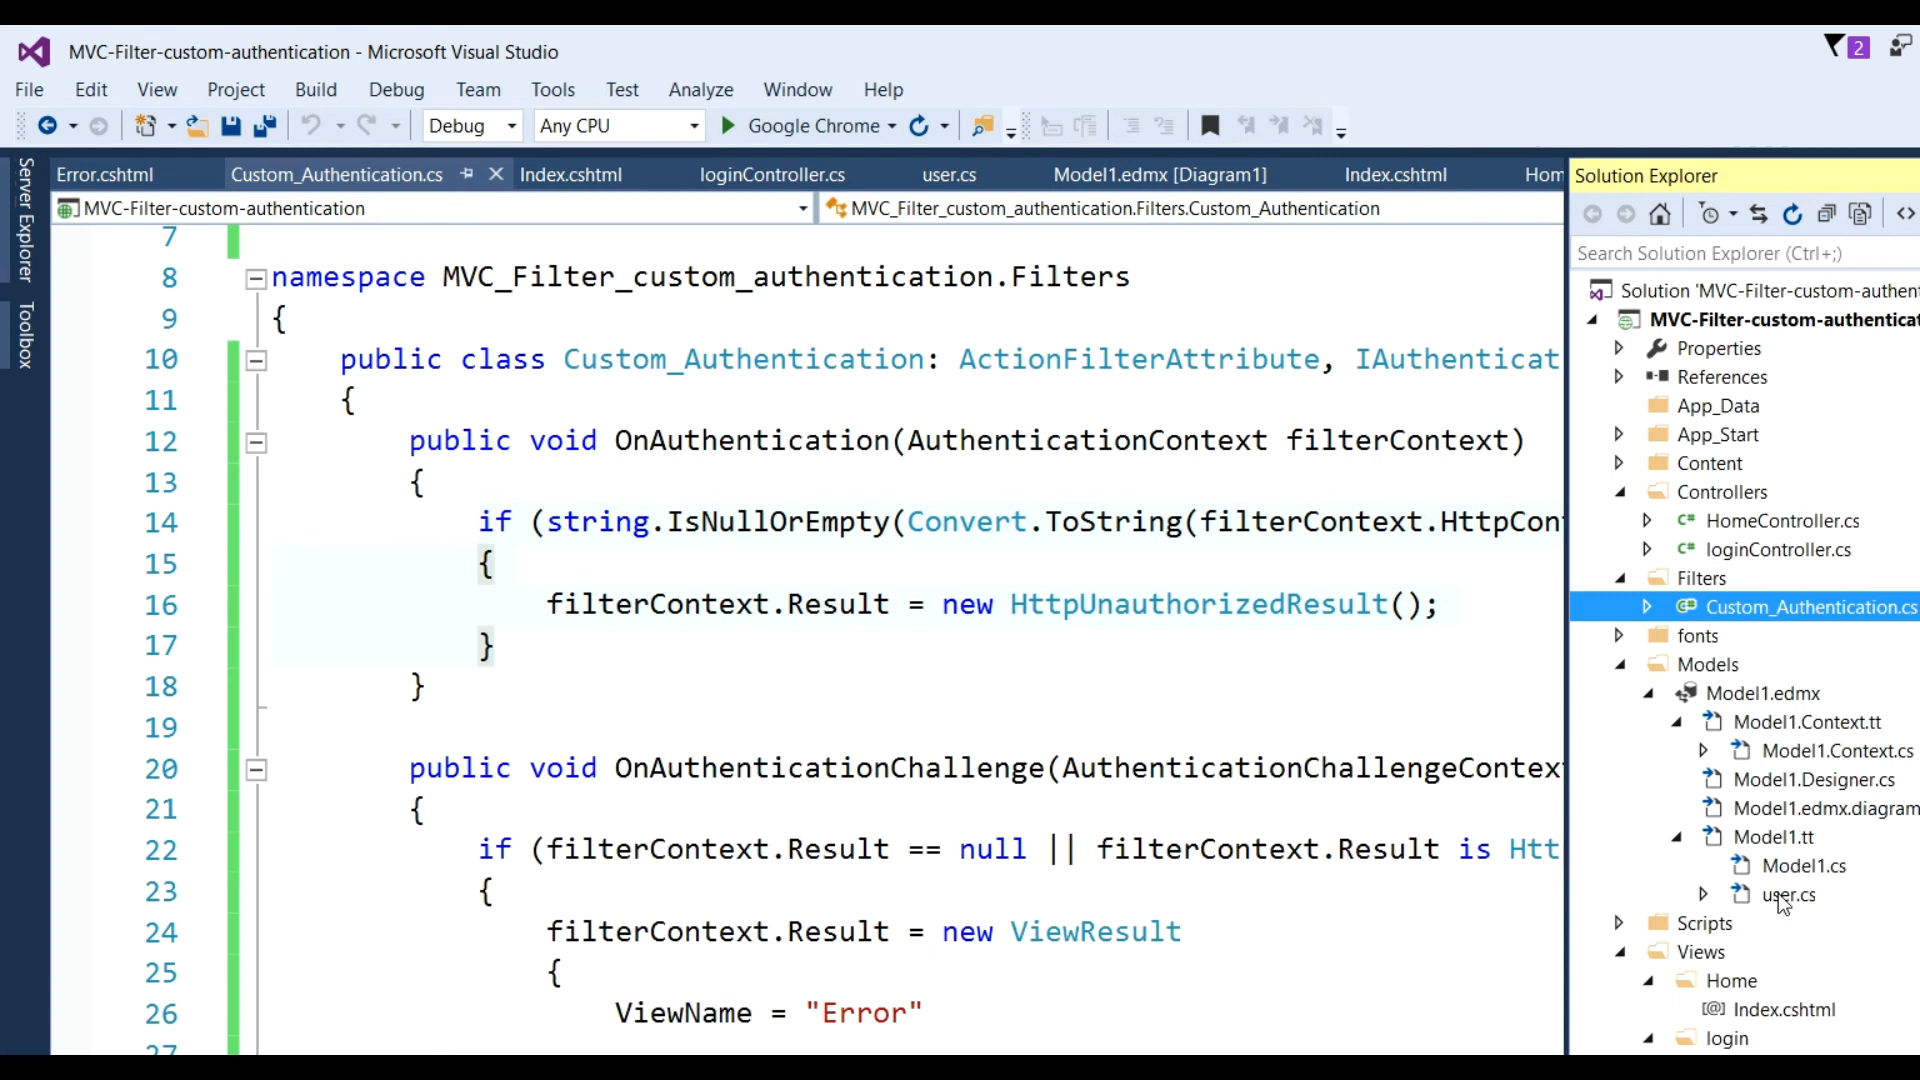 MVC-Filter-custom-authentication - Microsoft Visual Studio
2
File Edit View Project Build Debug Team Tools Test Analyze Window Help
Debug Any CPU Google Chrome
Server Explorer
Toolbox
Error.cshtml Custom_Authentication.cs Index.cshtml loginController.cs user.cs Model1.edmx [Diagram1] Index.cshtml Hom
MVC-Filter-custom-authentication MVC_Filter_custom_authentication.Filters.Custom_Authentication
7
8 namespace MVC_Filter_custom_authentication.Filters
9 {
10 public class Custom_Authentication: ActionFilterAttribute, IAuthenticat
11 {
12 public void OnAuthentication(AuthenticationContext filterContext)
13 {
14 if (string.IsNullOrEmpty(Convert.ToString(filterContext.HttpCon
15 {
16 filterContext.Result = new HttpUnauthorizedResult();
17 }
18 }
19
20 public void OnAuthenticationChallenge(AuthenticationChallengeContex
21 {
22 if (filterContext.Result == null || filterContext.Result is Htt
23 {
24 filterContext.Result = new ViewResult
25 {
26 ViewName = "Error"
27
Solution Explorer
Search Solution Explorer (Ctrl+;)
Solution 'MVC-Filter-custom-authent
MVC-Filter-custom-authenticat
Properties
References
App_Data
App_Start
Content
Controllers
C# HomeController.cs
C# loginController.cs
Filters
C# Custom_Authentication.cs
fonts
Models
Model1.edmx
Model1.Context.tt
Model1.Context.cs
Model1.Designer.cs
Model1.edmx.diagram
Model1.tt
Model1.cs
user.cs
Scripts
Views
Home
[@] Index.cshtml
login